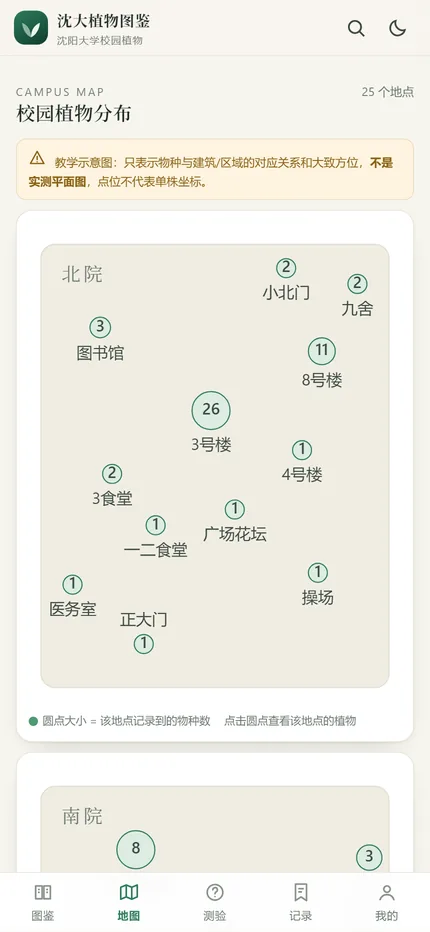 沈大植物图鉴
沈阳大学校园植物
CAMPUS MAP
25 个地点
校园植物分布
教学示意图：只表示物种与建筑/区域的对应关系和大致方位，不是
实测平面图，点位不代表单株坐标。
北院
2
小北门
2
九舍
3
图书馆
11
8号楼
26
3号楼
1
4号楼
2
3食堂
1
广场花坛
1
一二食堂
1
操场
1
医务室
正大门
1
圆点大小 = 该地点记录到的物种数 点击圆点查看该地点的植物
南院
8
3
图鉴
地图
测验
记录
我的